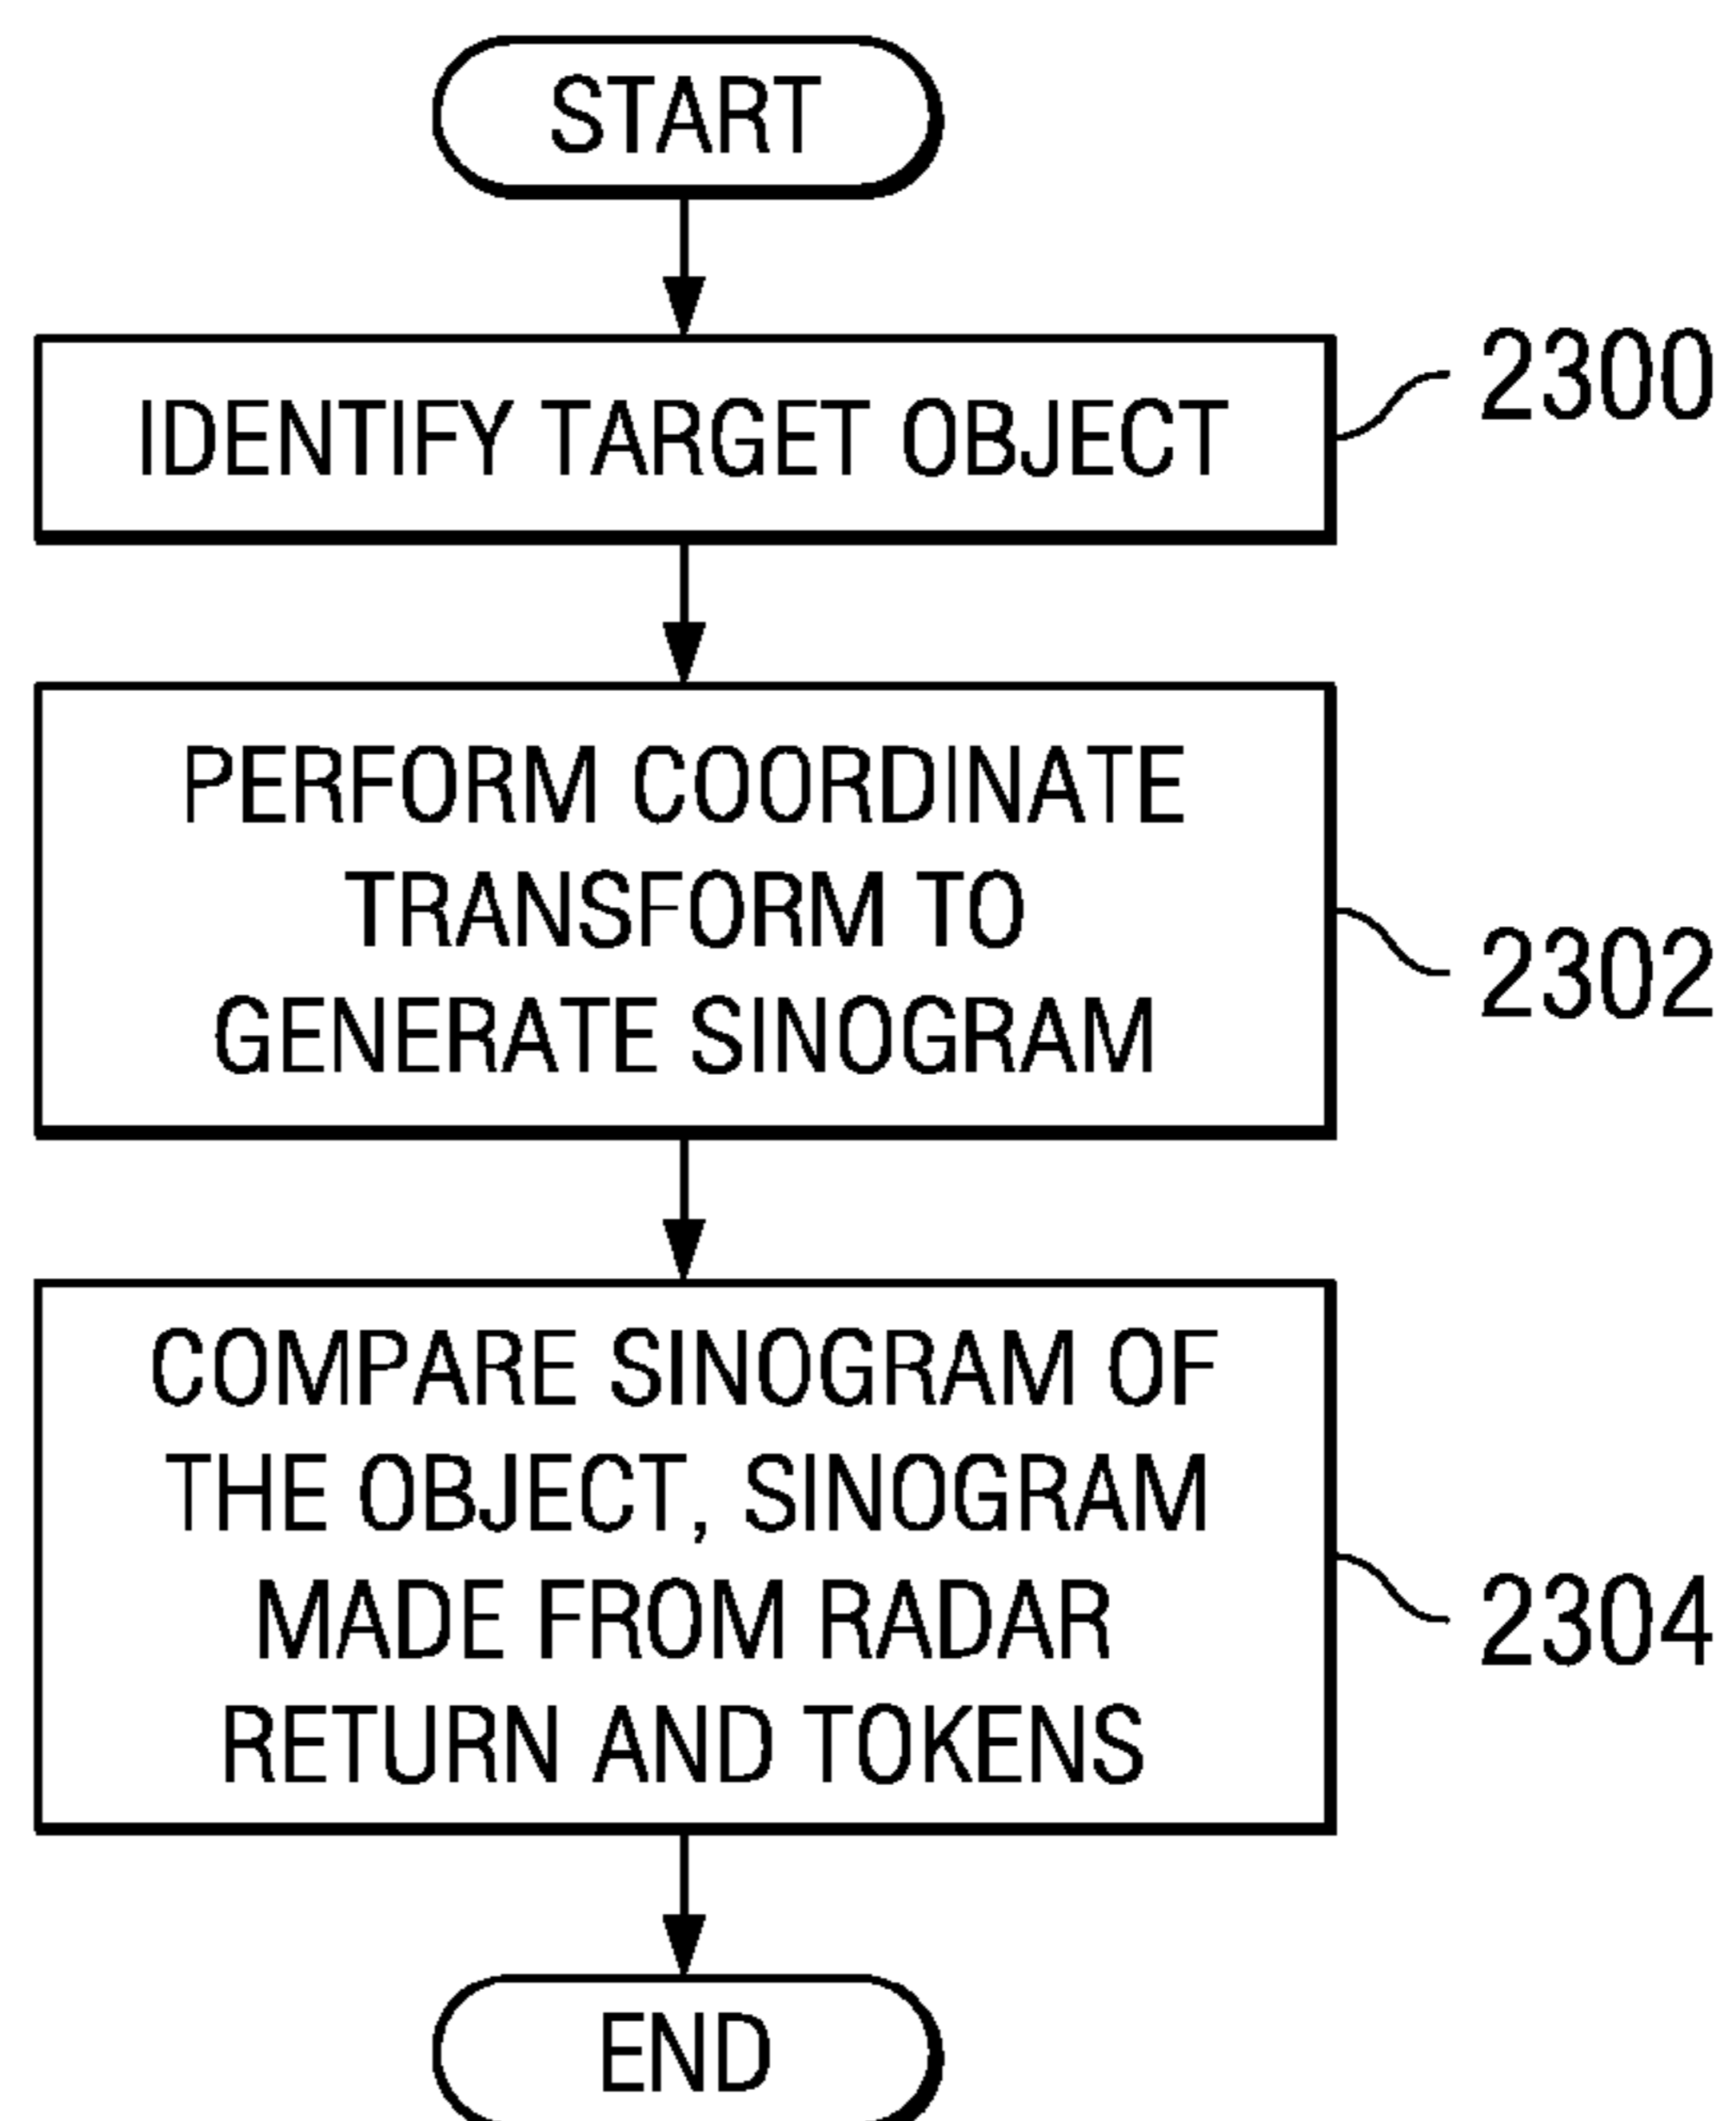 START
IDENTIFY TARGET OBJECT
2300
PERFORM COORDINATE
TRANSFORM TO
GENERATE SINOGRAM
2302
COMPARE SINOGRAM OF
THE OBJECT, SINOGRAM
MADE FROM RADAR
RETURN AND TOKENS
2304
END